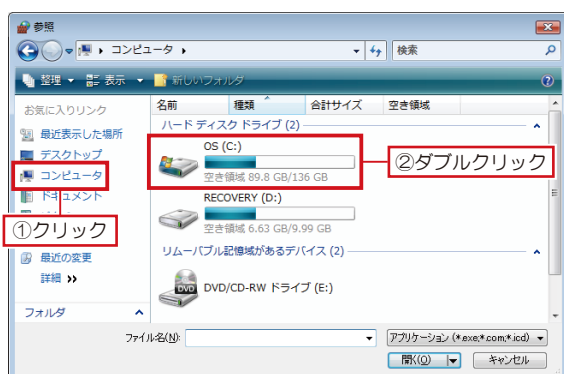 参照
コンピュータ
検索
整理 表示 新しいフォルダ
お気に入りリンク
最近表示した場所
デスクトップ
コンピュータ
ドキュメント
①クリック
最近の変更
詳細 »
フォルダ
名前 種類 合計サイズ 空き領域
ハード ディスク ドライブ (2)
OS (C:)
空き領域 89.8 GB/136 GB
②ダブルクリック
RECOVERY (D:)
空き領域 6.63 GB/9.99 GB
リムーバブル記憶域があるデバイス (2)
DVD
DVD/CD-RW ドライブ (E:)
ファイル名(N):
アプリケーション (*.exe;*.com;*.icd)
開く(O) キャンセル